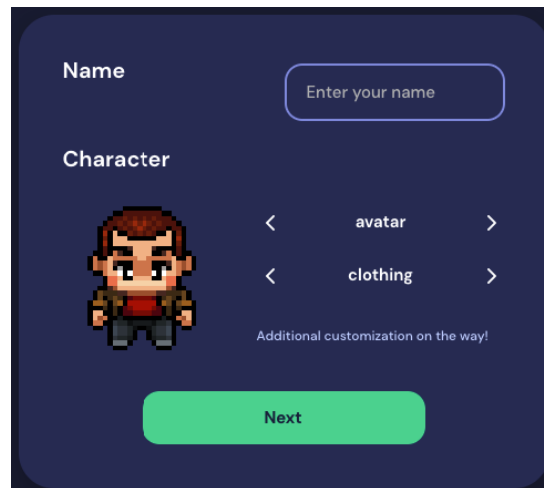 Name
Enter your name
Character
avatar
clothing
Additional customization on the way!
Next